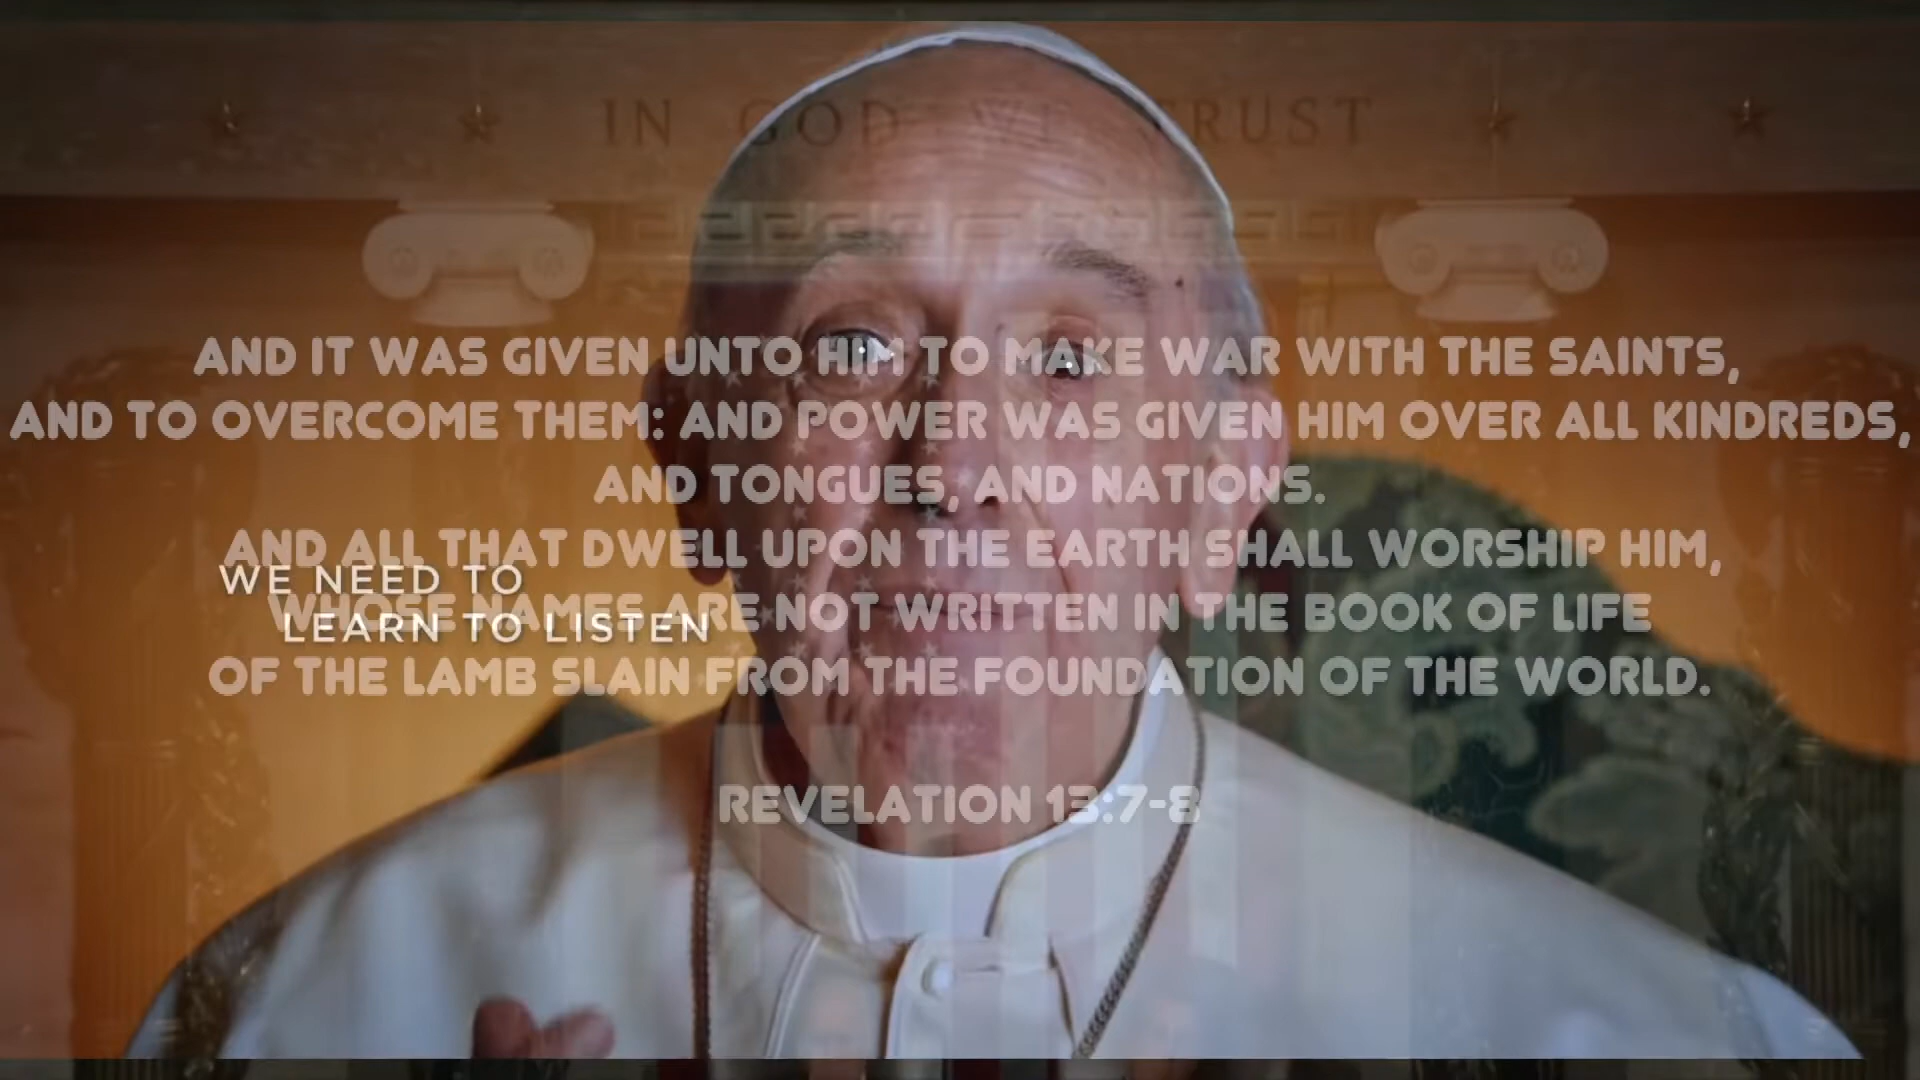 IN GOD WE TRUST
AND IT WAS GIVEN UNTO HIM TO MAKE WAR WITH THE SAINTS,
AND TO OVERCOME THEM: AND POWER WAS GIVEN HIM OVER ALL KINDREDS,
AND TONGUES, AND NATIONS.
AND ALL THAT DWELL UPON THE EARTH SHALL WORSHIP HIM,
WE NEED TO
WHOSE NAMES ARE NOT WRITTEN IN THE BOOK OF LIFE
LEARN TO LISTEN
OF THE LAMB SLAIN FROM THE FOUNDATION OF THE WORLD.
REVELATION 13:7-8